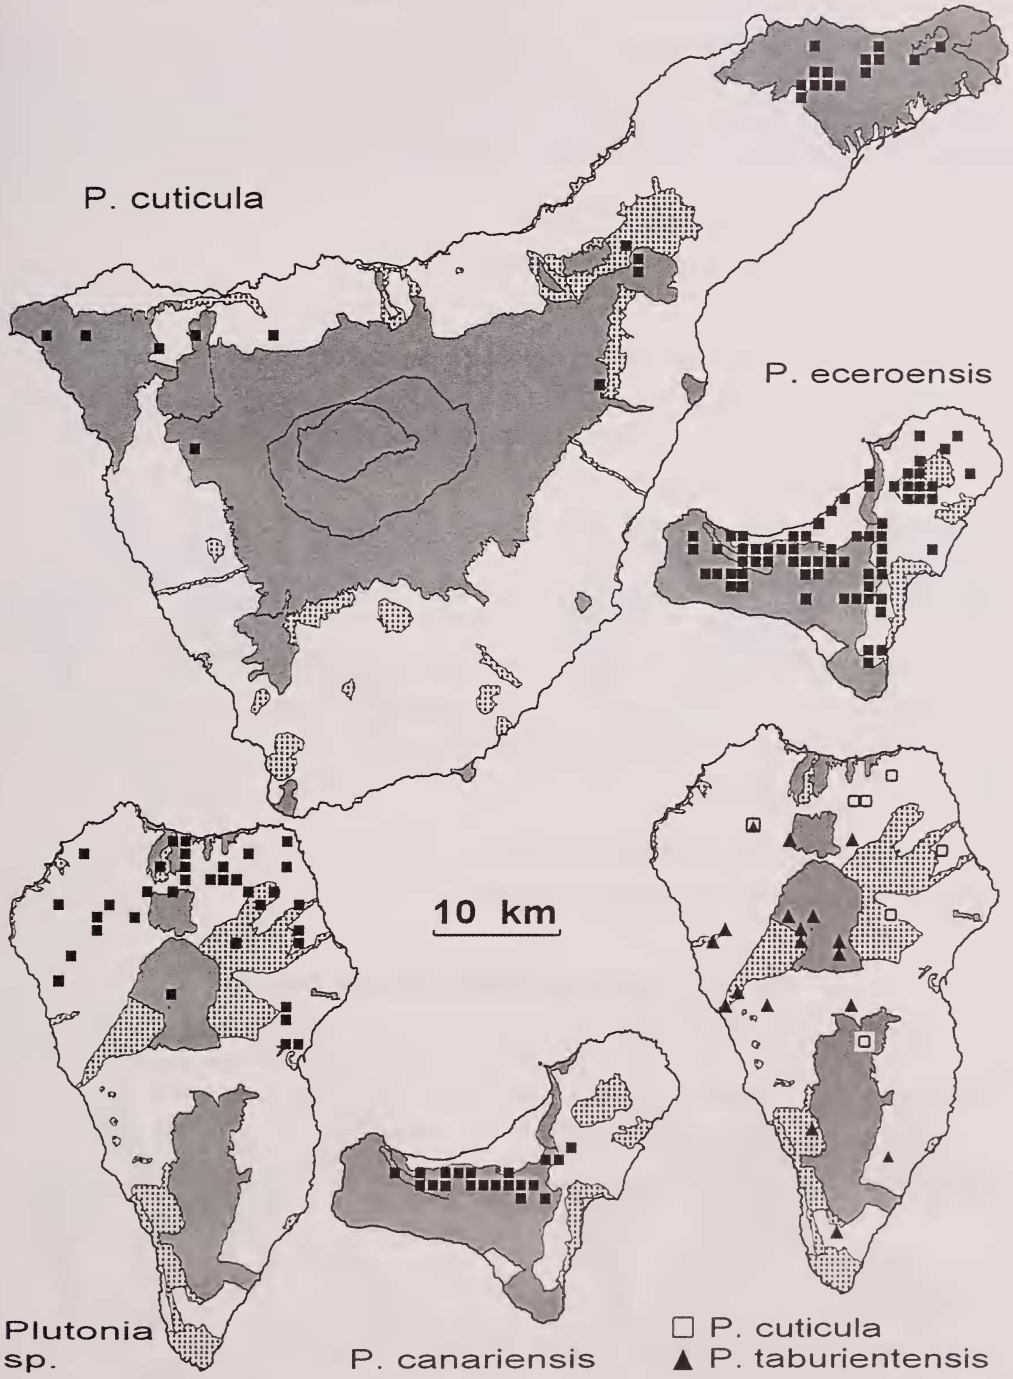 P. cuticula
P. eceroensis
10 km
Plutonia
sp.
P. canariensis
P. cuticula
P. taburientensis